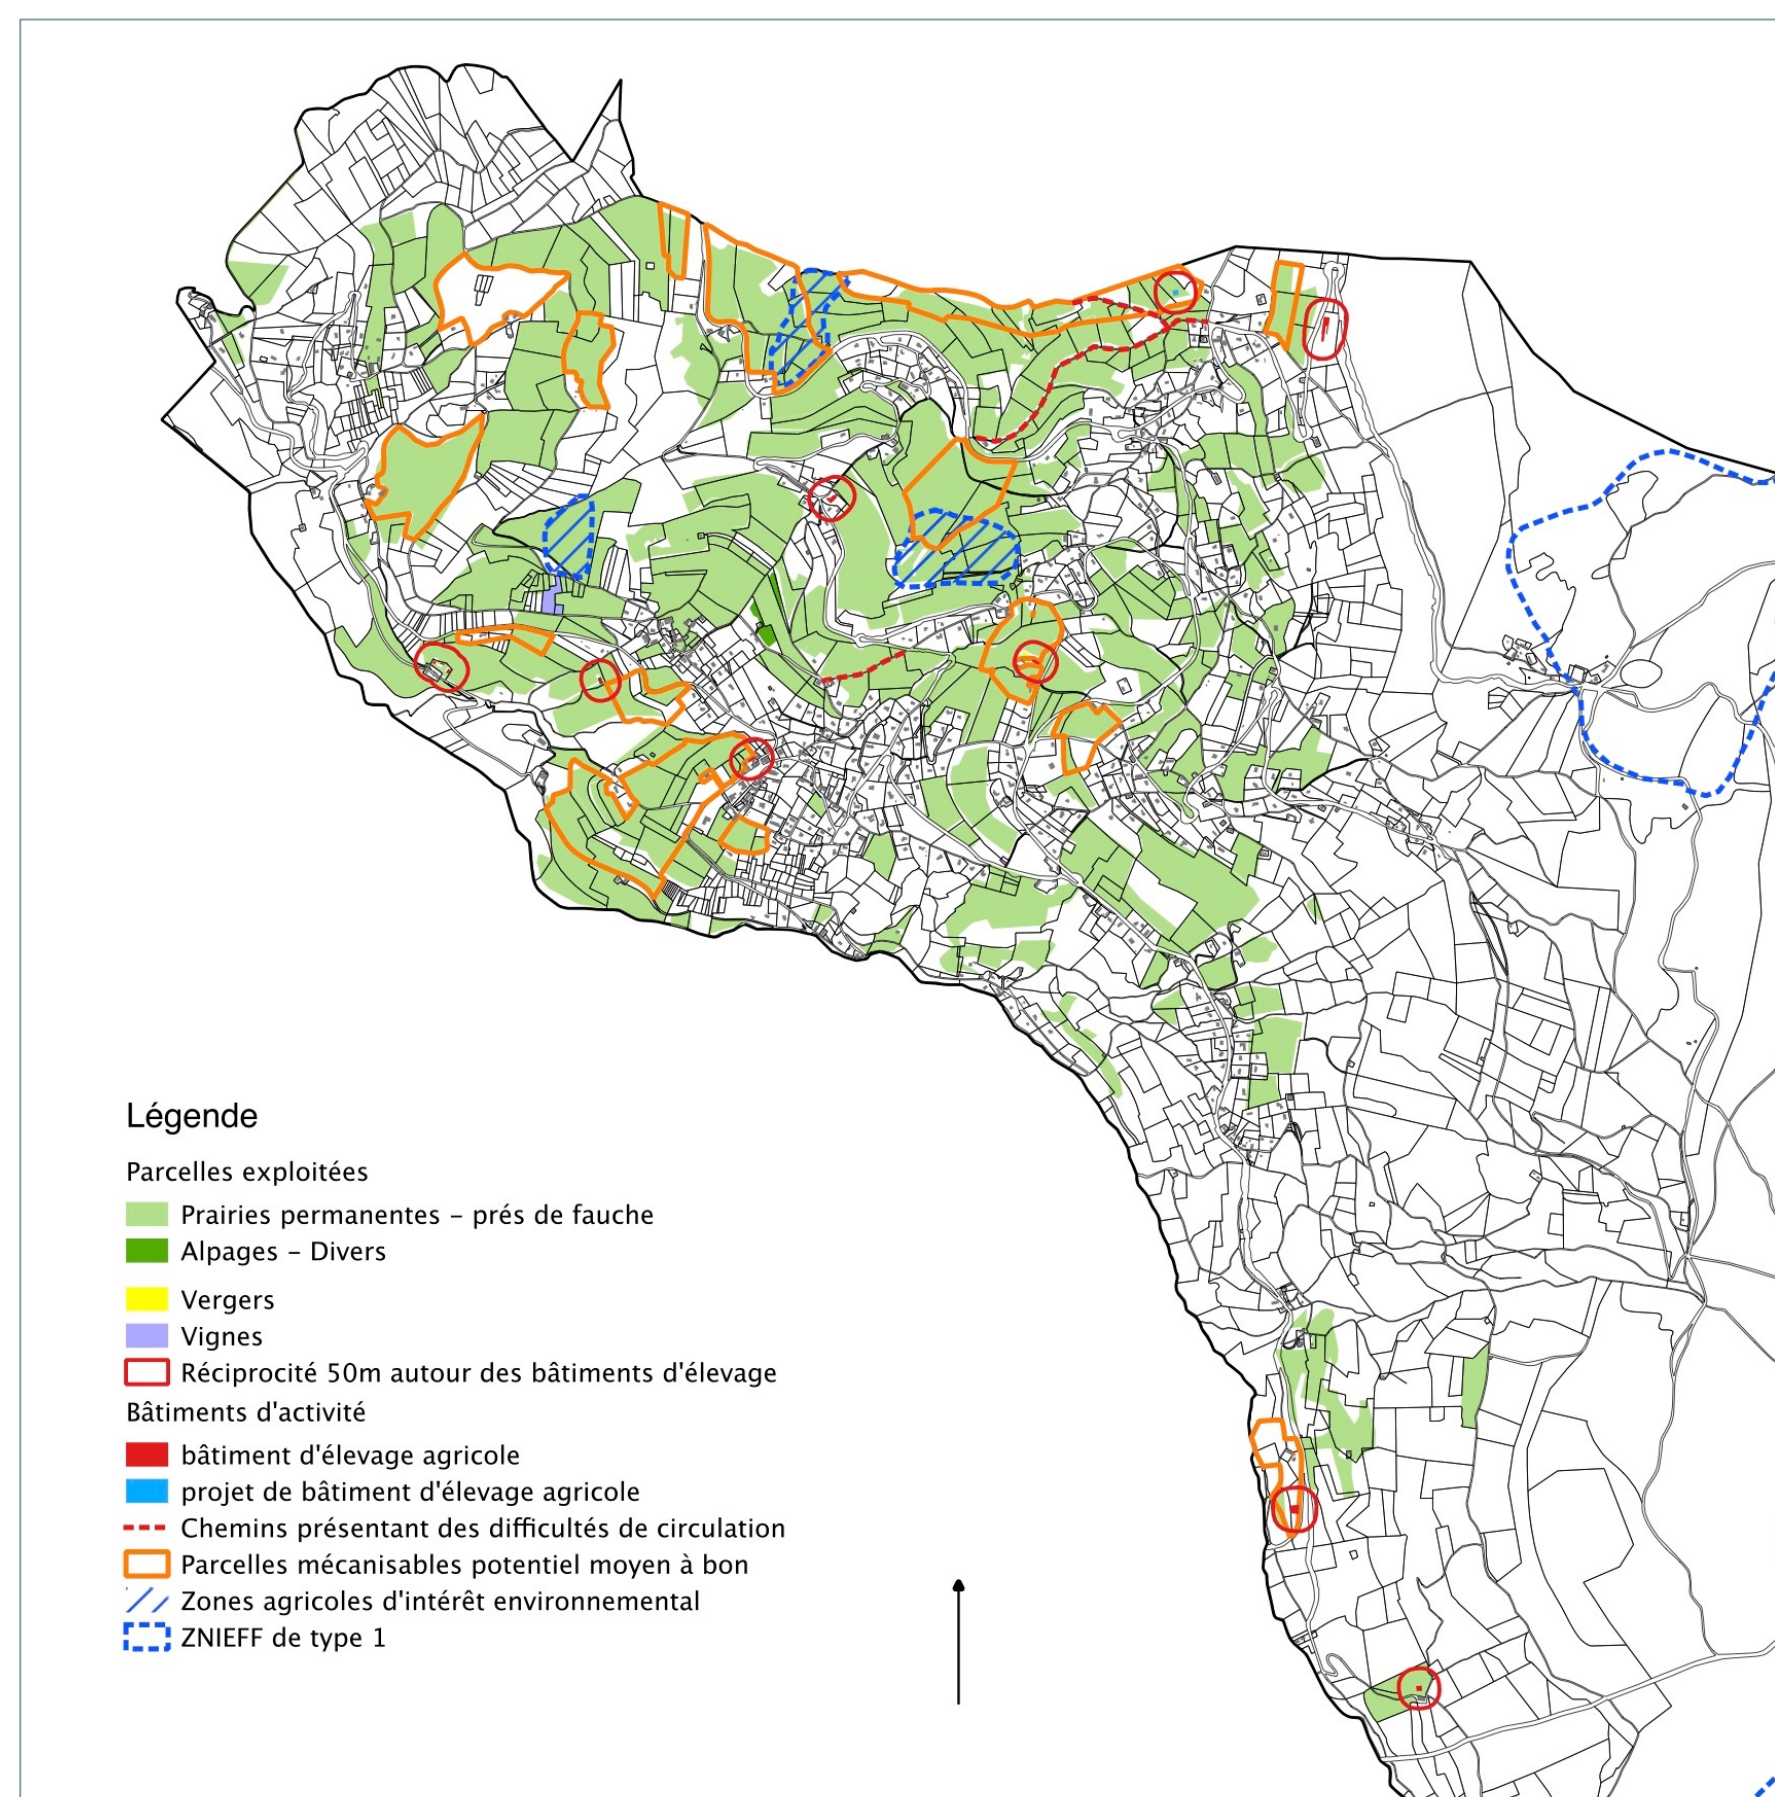 Légende
Parcelles exploitées
Prairies permanentes - prés de fauche
Alpages - Divers
Vergers
Vignes
Réciprocité 50m autour des bâtiments d'élevage
Bâtiments d'activité
bâtiment d'élevage agricole
projet de bâtiment d'élevage agricole
Chemins présentant des difficultés de circulation
Parcelles mécanisables potentiel moyen à bon
Zones agricoles d'intérêt environnemental
ZNIEFF de type 1